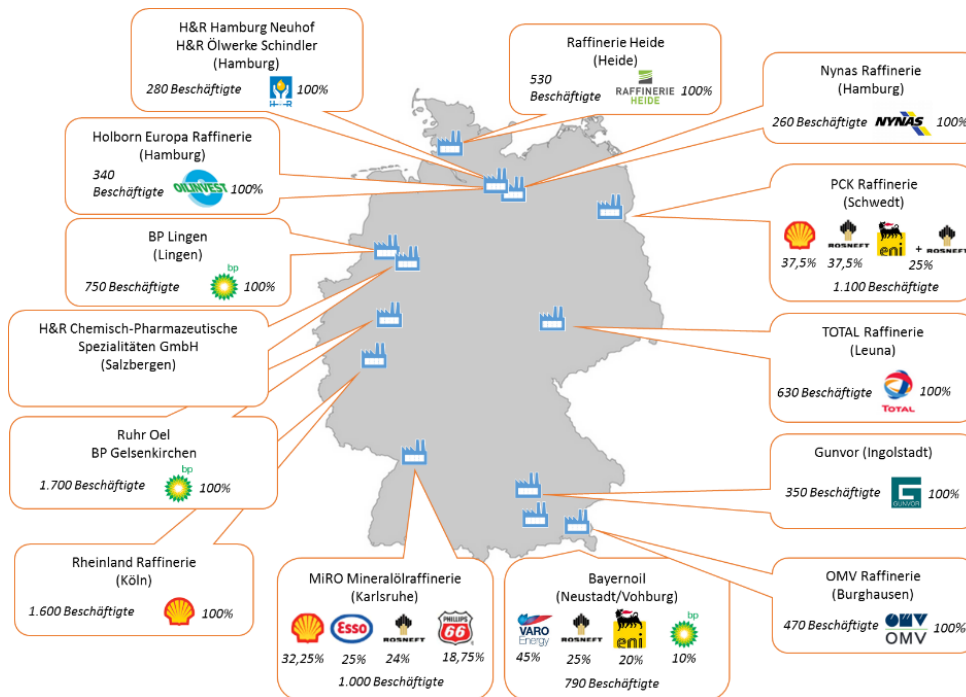 H&R Hamburg Neuhof
H&R Ölwerke Schindler
(Hamburg)
280 Beschäftigte
H R
100%
Raffinerie Heide
(Heide)
530
Beschäftigte
RAFFINERIE
HEIDE
100%
Nynas Raffinerie
(Hamburg)
260 Beschäftigte
NYNAS
100%
Holborn Europa Raffinerie
(Hamburg)
340
Beschäftigte
OILINVEST
100%
PCK Raffinerie
(Schwedt)
ROSNEFT
eni
+
ROSNEFT
37,5%
37,5%
25%
1.100 Beschäftigte
BP Lingen
(Lingen)
750 Beschäftigte
bp
100%
H&R Chemisch-Pharmazeutische
Spezialitäten GmbH
(Salzbergen)
TOTAL Raffinerie
(Leuna)
630 Beschäftigte
TOTAL
100%
Ruhr Oel
BP Gelsenkirchen
1.700 Beschäftigte
bp
100%
Gunvor (Ingolstadt)
350 Beschäftigte
GUNVOR
100%
Rheinland Raffinerie
(Köln)
1.600 Beschäftigte
100%
MiRO Mineralölraffinerie
(Karlsruhe)
Esso
ROSNEFT
PHILLIPS
66
32,25%
25%
24%
18,75%
1.000 Beschäftigte
Bayernoil
(Neustadt/Vohburg)
VARO
Energy
ROSNEFT
eni
bp
45%
25%
20%
10%
790 Beschäftigte
OMV Raffinerie
(Burghausen)
470 Beschäftigte
OMV
OMV
100%